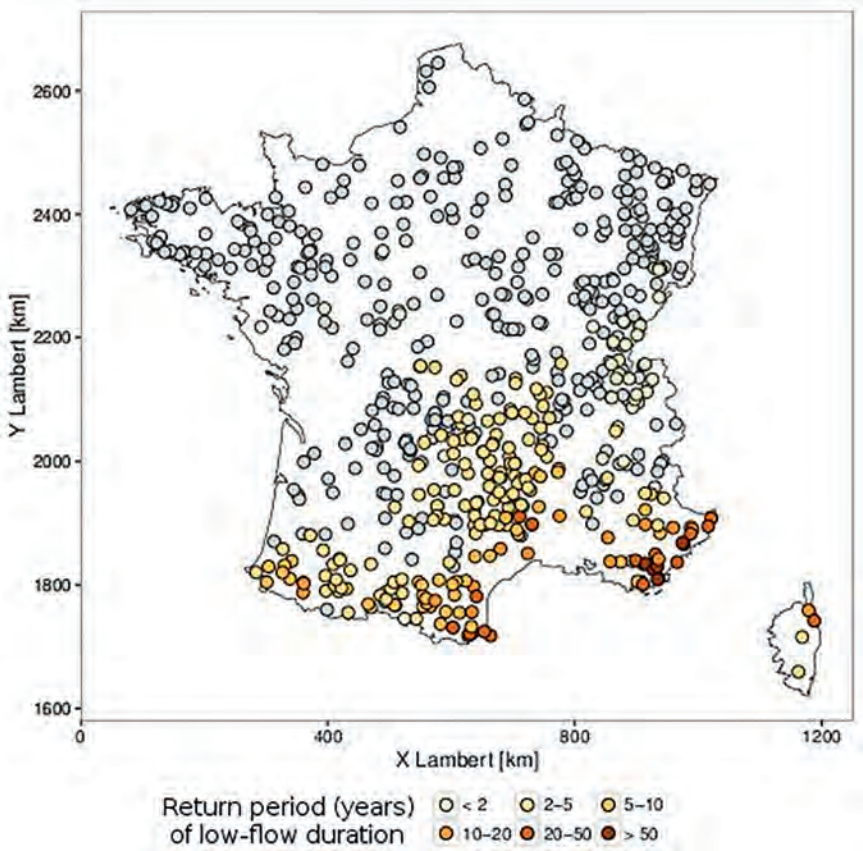 2600
2400
2200
2000
1800
1600
Y Lambert [km]
0 400 800 1200
X Lambert [km]
Return period (years)
of low-flow duration
< 2 2-5 5-10
10-20 20-50 > 50